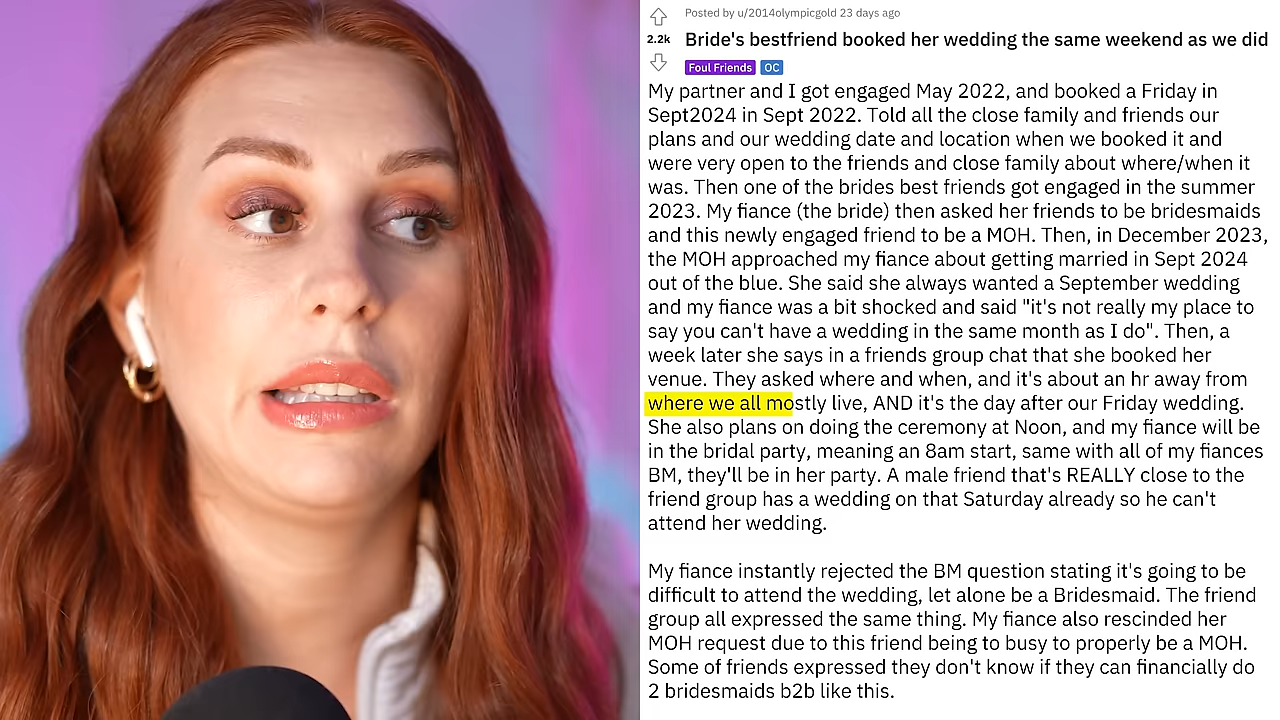 Posted by u/2014olympicgold 23 days ago
2.2k
Bride's bestfriend booked her wedding the same weekend as we did
Foul Friends OC
My partner and I got engaged May 2022, and booked a Friday in
Sept2024 in Sept 2022. Told all the close family and friends our
plans and our wedding date and location when we booked it and
were very open to the friends and close family about where/when it
was. Then one of the brides best friends got engaged in the summer
2023. My fiance (the bride) then asked her friends to be bridesmaids
and this newly engaged friend to be a MOH. Then, in December 2023,
the MOH approached my fiance about getting married in Sept 2024
out of the blue. She said she always wanted a September wedding
and my fiance was a bit shocked and said "it's not really my place to
say you can't have a wedding in the same month as I do". Then, a
week later she says in a friends group chat that she booked her
venue. They asked where and when, and it's about an hr away from
where we all mostly live, AND it's the day after our Friday wedding.
She also plans on doing the ceremony at Noon, and my fiance will be
in the bridal party, meaning an 8am start, same with all of my fiances
BM, they'll be in her party. A male friend that's REALLY close to the
friend group has a wedding on that Saturday already so he can't
attend her wedding.
My fiance instantly rejected the BM question stating it's going to be
difficult to attend the wedding, let alone be a Bridesmaid. The friend
group all expressed the same thing. My fiance also rescinded her
MOH request due to this friend being to busy to properly be a MOH.
Some of friends expressed they don't know if they can financially do
2 bridesmaids b2b like this.